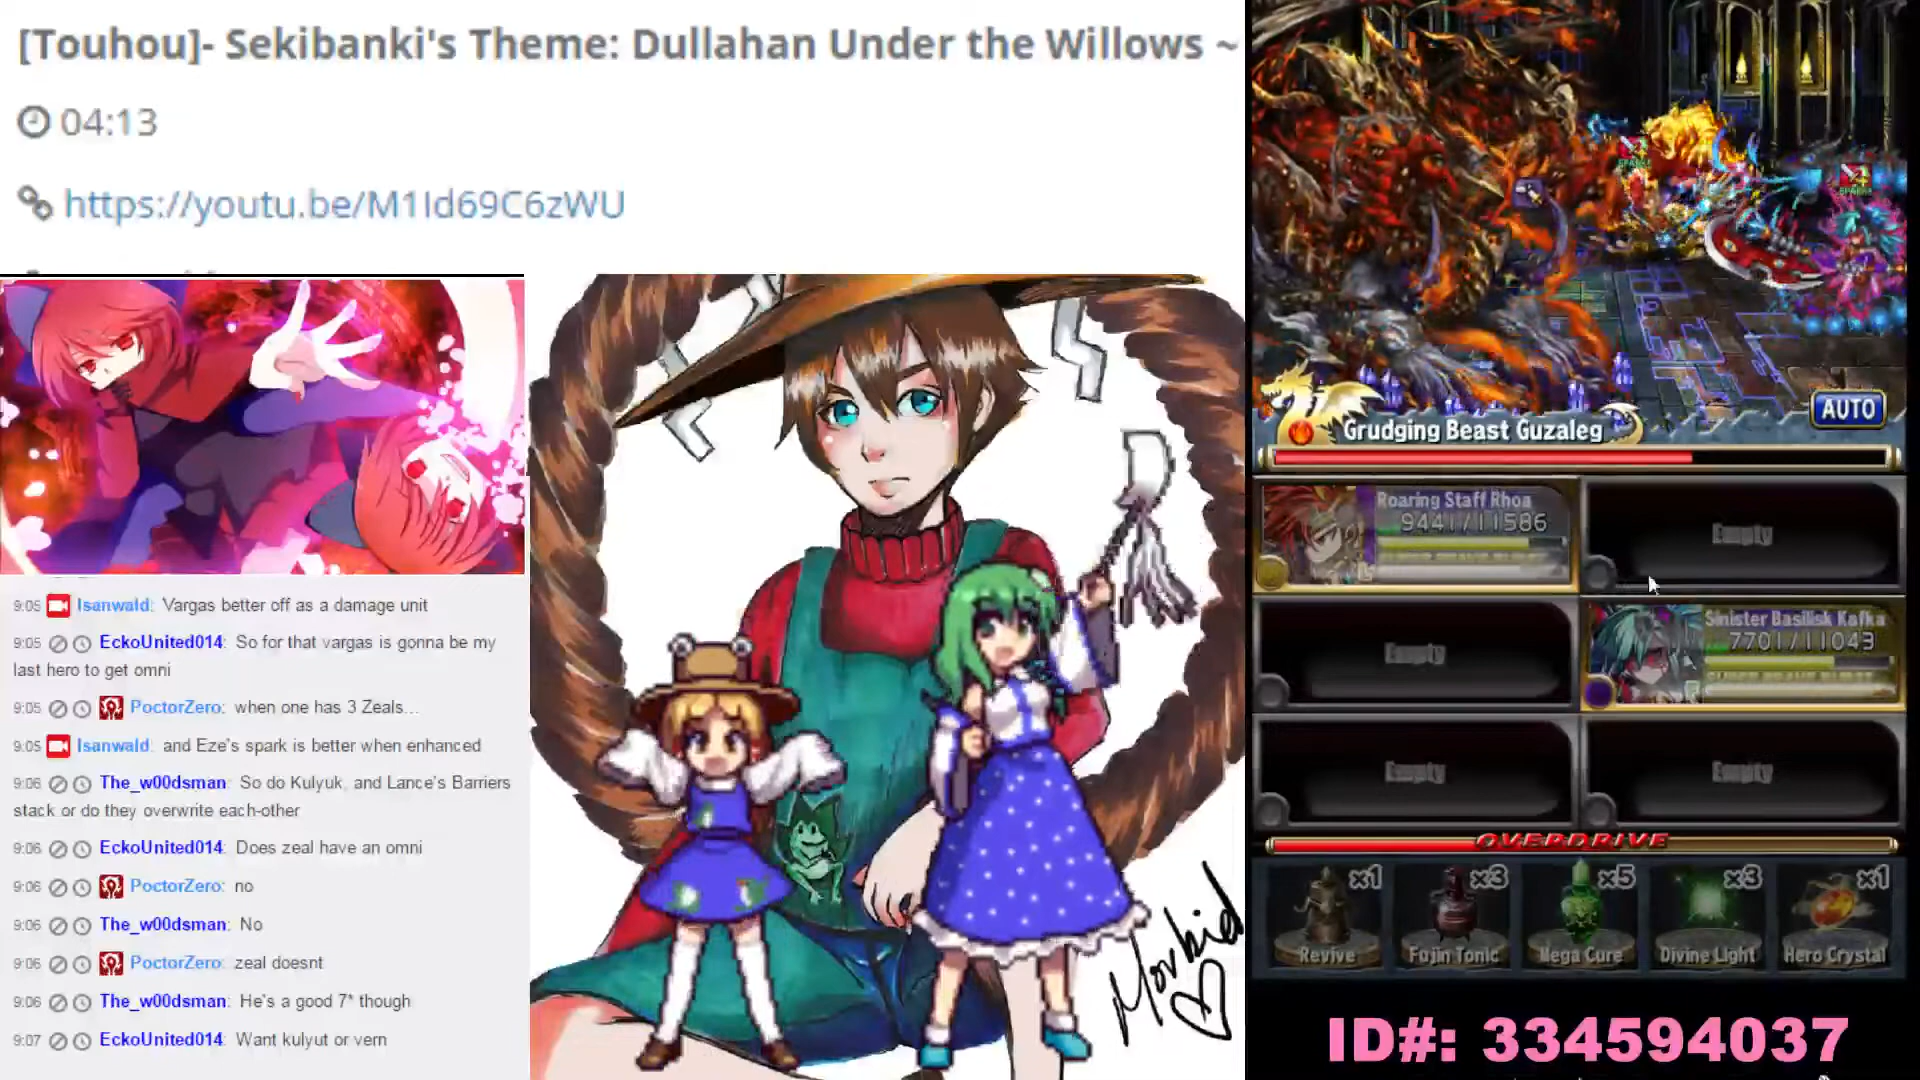 [Touhou]- Sekibanki's Theme: Dullahan Under the Willows ~
04:13
https://youtu.be/M1Id69C6zWU
9:05 Isanwald: Vargas better off as a damage unit
9:05 EckoUnited014: So for that vargas is gonna be my
last hero to get omni
9:05 PoctorZero: when one has 3 Zeals...
9:05 Isanwald: and Eze's spark is better when enhanced
9:06 The_w00dsman: So do Kulyuk, and Lance's Barriers
stack or do they overwrite each-other
9:06 EckoUnited014: Does zeal have an omni
9:06 PoctorZero: no
9:06 The_w00dsman: No
9:06 PoctorZero: zeal doesnt
9:06 The_w00dsman: He's a good 7* though
9:07 EckoUnited014: Want kulyut or vern
Morbid
AUTO
Grudging Beast Guzaleg
Roaring Staff Rhoa
9441/11586
Empty
Empty
Sinister Basilisk Kafka
7701/11043
Empty
Empty
OVERDRIVE
x1 x3 x5 x3 x1
Revive Fujin Tonic Mega Cure Divine Light Hero Crystal
ID#: 334594037